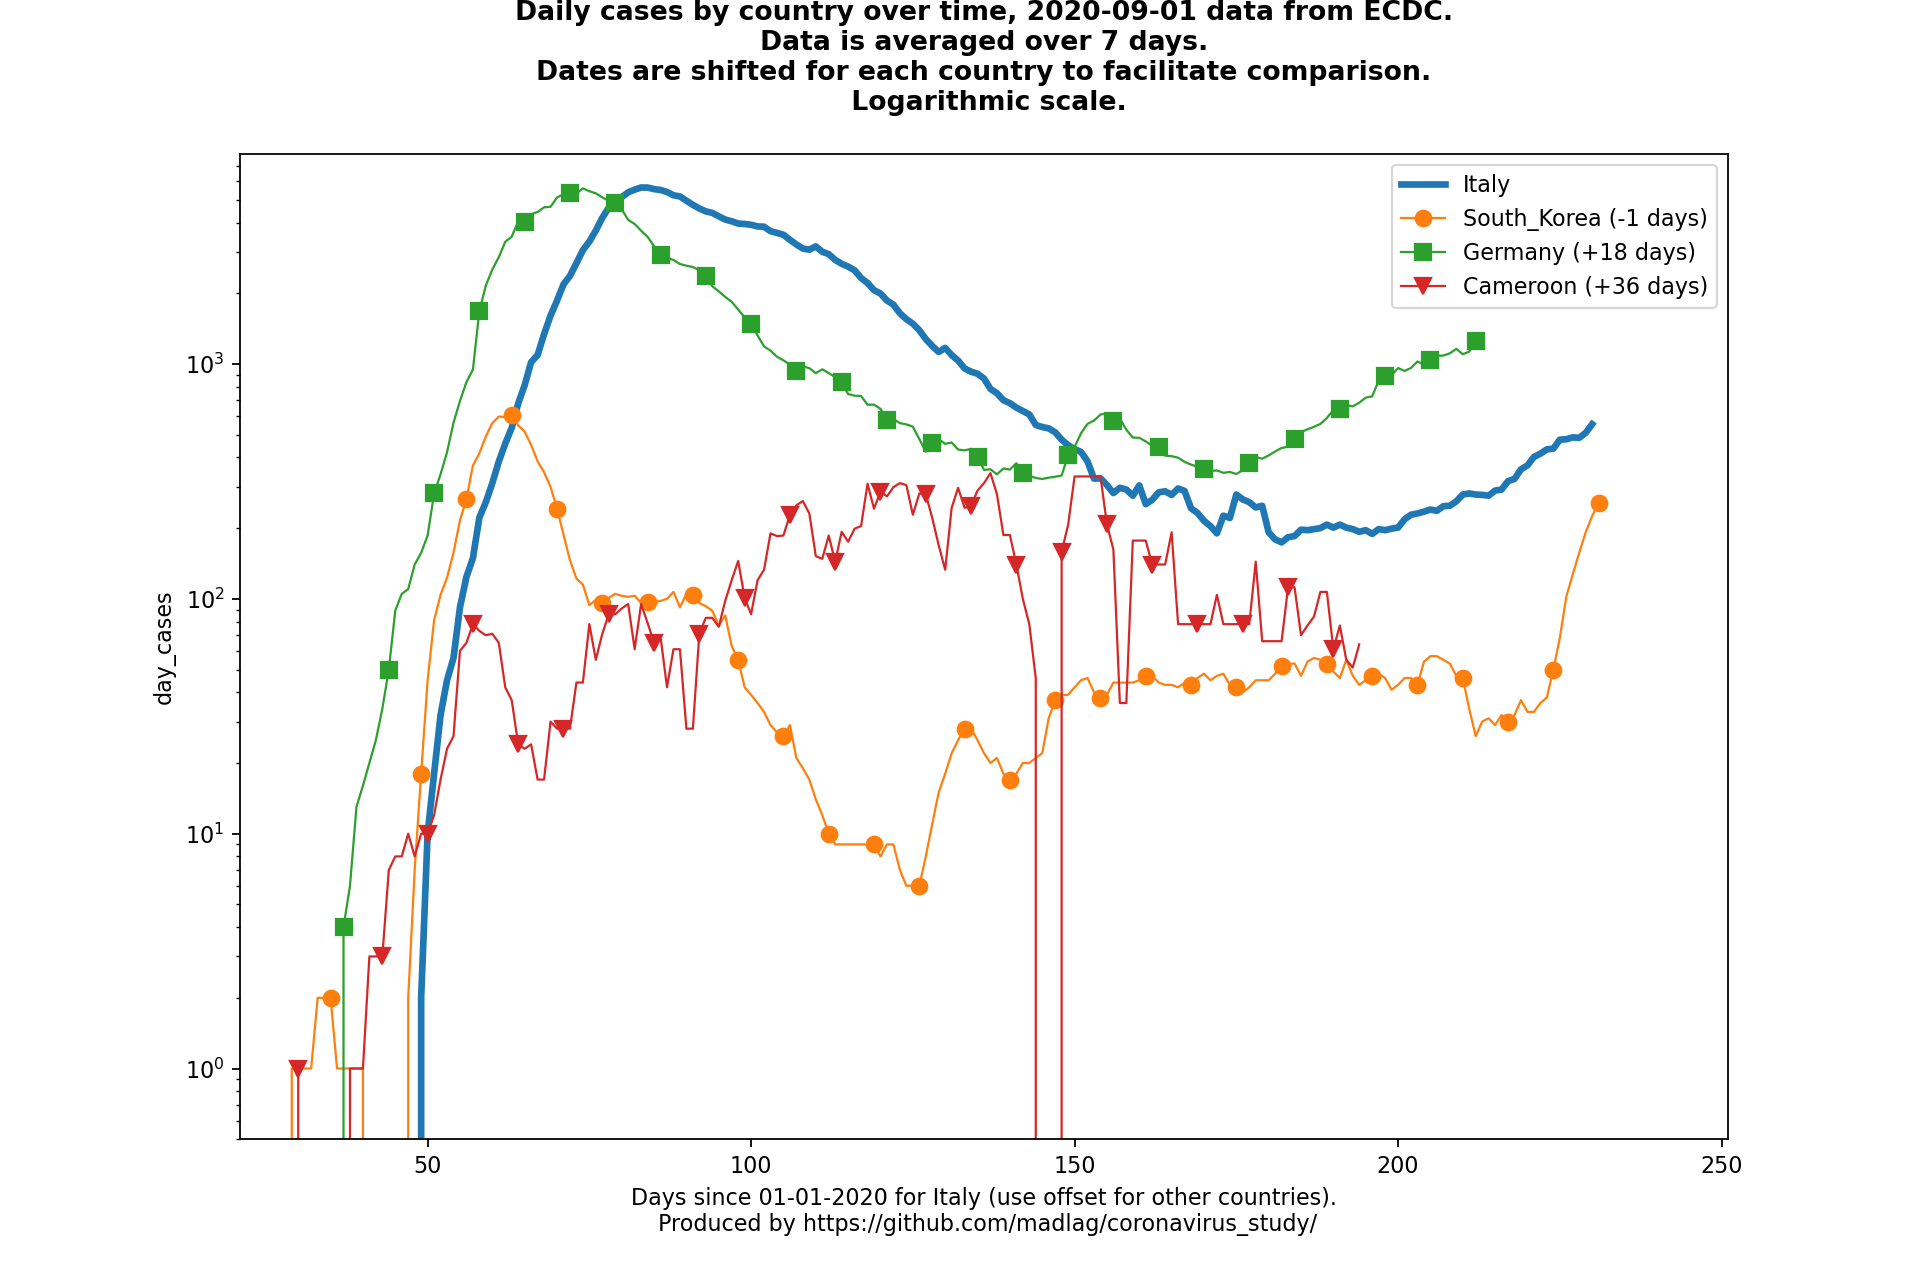 Daily cases by country over time, 2020-09-01 data from ECDC.
Data is averaged over 7 days.
Dates are shifted for each country to facilitate comparison.
Logarithmic scale.
Italy
South_Korea (-1 days)
Germany (+18 days)
Cameroon (+36 days)
day_cases
10³
10²
10¹
10⁰
50 100 150 200 250
Days since 01-01-2020 for Italy (use offset for other countries).
Produced by https://github.com/madlag/coronavirus_study/